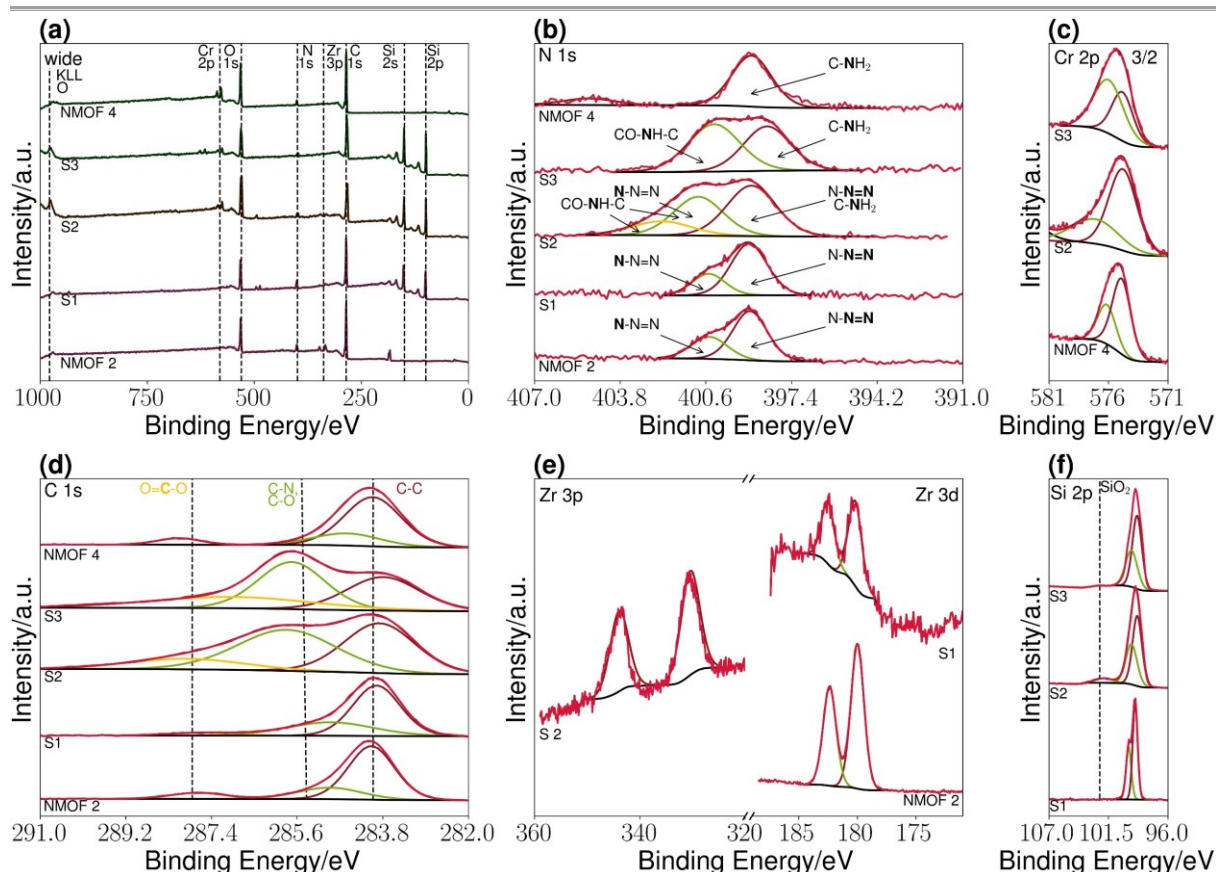 (a)
wide
KLL
O
Cr
2p
O
1s
N
1s
Zr
3p
C
1s
Si
2s
Si
2p
NMOF 4
S3
S2
S1
NMOF 2
Intensity/a.u.
1000 750 500 250 0
Binding Energy/eV
(b)
N 1s
C-NH₂
NMOF 4
CO-NH-C
C-NH₂
S3
N-N=N
CO-NH-C
N-N=N
C-NH₂
S2
N-N=N
N-N=N
S1
N-N=N
N-N=N
NMOF 2
Intensity/a.u.
407.0 403.8 400.6 397.4 394.2 391.0
Binding Energy/eV
(c)
Cr 2p 3/2
S3
S2
NMOF 4
Intensity/a.u.
581 576 571
Binding Energy/eV
(d)
C 1s
O=C-O
C-N,
C-O
C-C
NMOF 4
S3
S2
S1
NMOF 2
Intensity/a.u.
291.0 289.2 287.4 285.6 283.8 282.0
Binding Energy/eV
(e)
Zr 3p
Zr 3d
S1
S 2
NMOF 2
Intensity/a.u.
360 340 320 185 180 175
Binding Energy/eV
(f)
Si 2p
SiO₂
S3
S2
S1
Intensity/a.u.
107.0 101.5 96.0
Binding Energy/eV